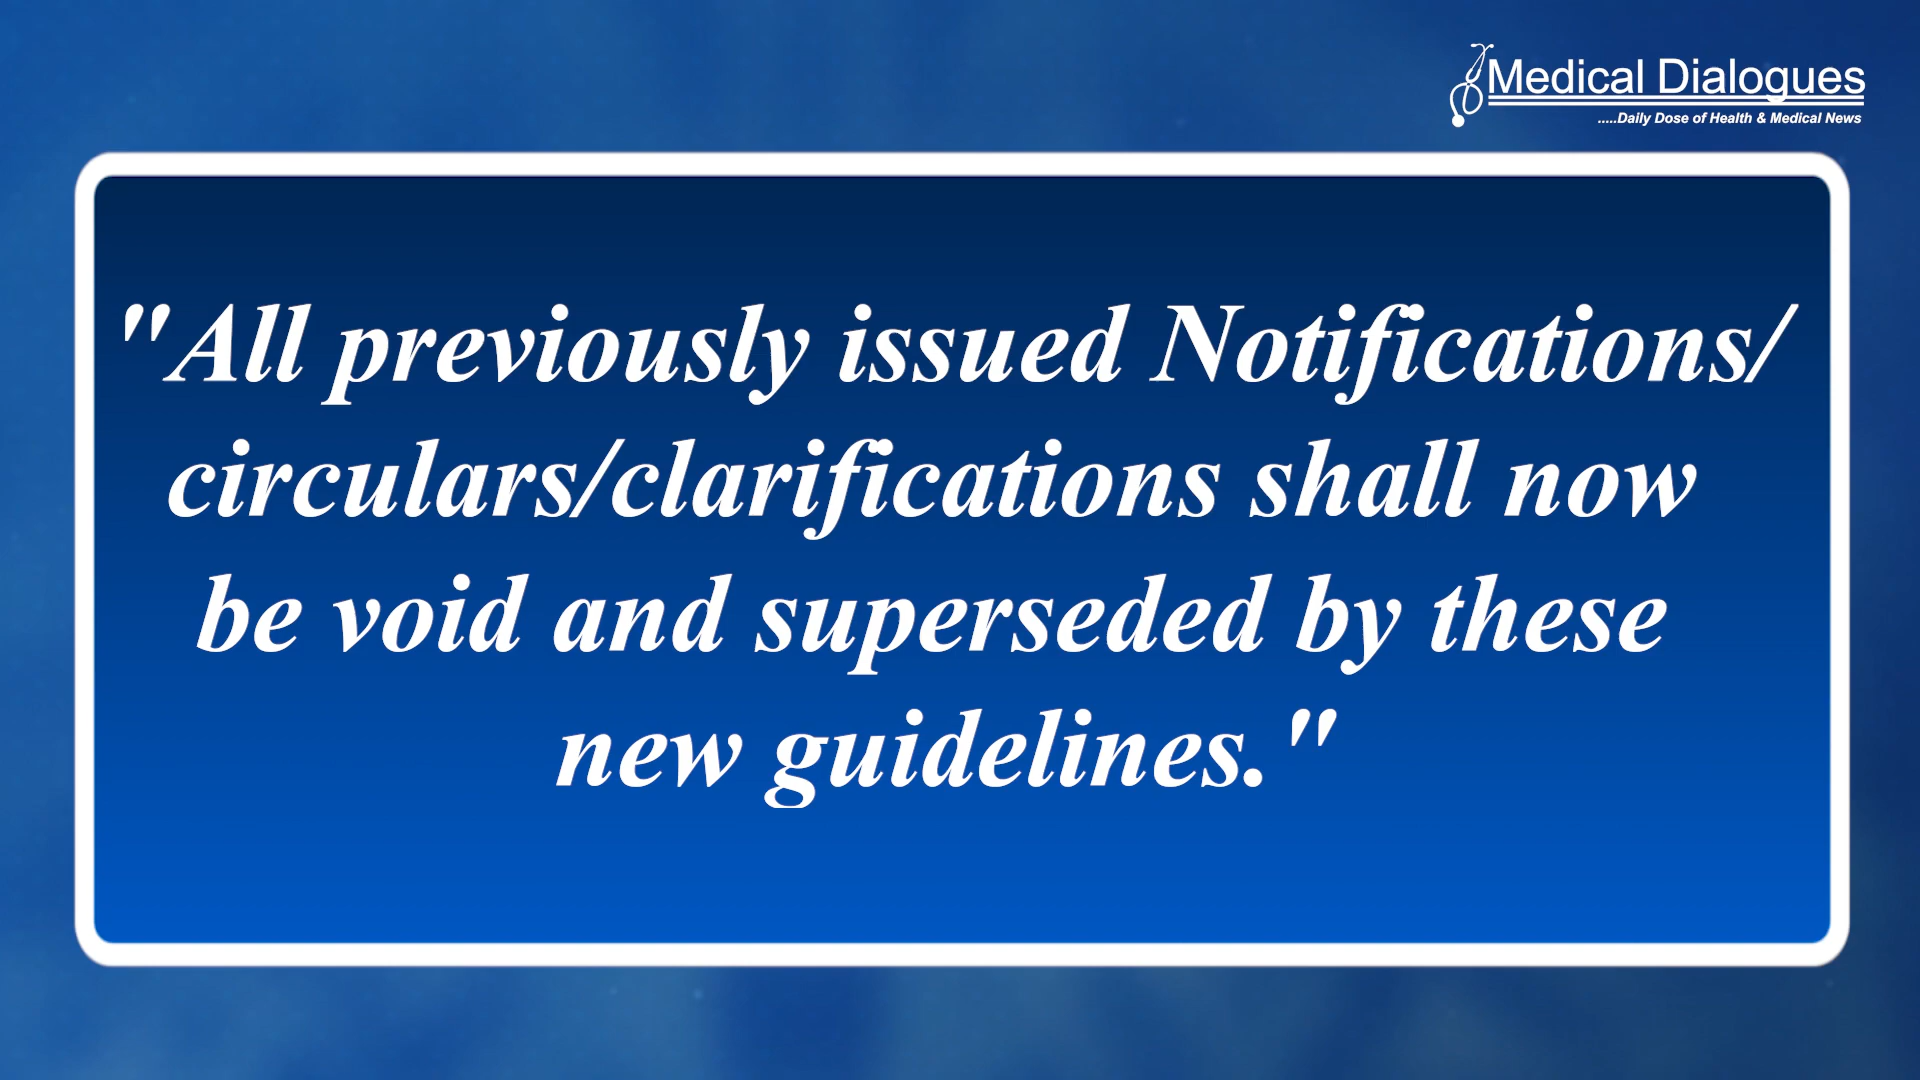 Medical Dialogues
.....Daily Dose of Health & Medical News
"All previously issued Notifications/
circulars/clarifications shall now
be void and superseded by these
new guidelines."